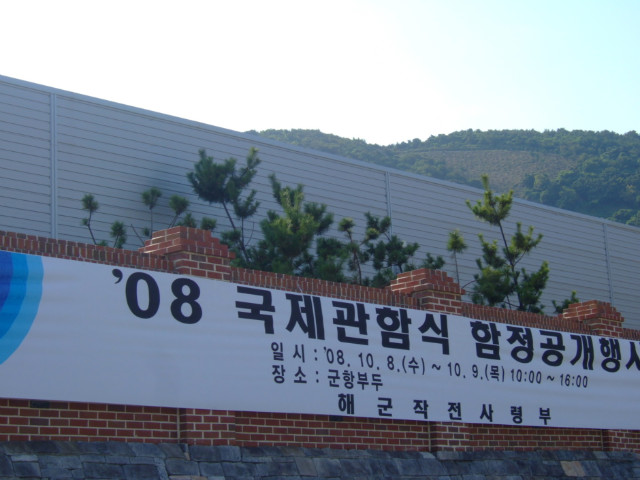 '08 국제관함식 함정공개행사
일 시 : '08. 10. 8.(수) ~ 10. 9.(목) 10:00 ~ 16:00
장 소 : 군항부두
해 군 작 전 사 령 부